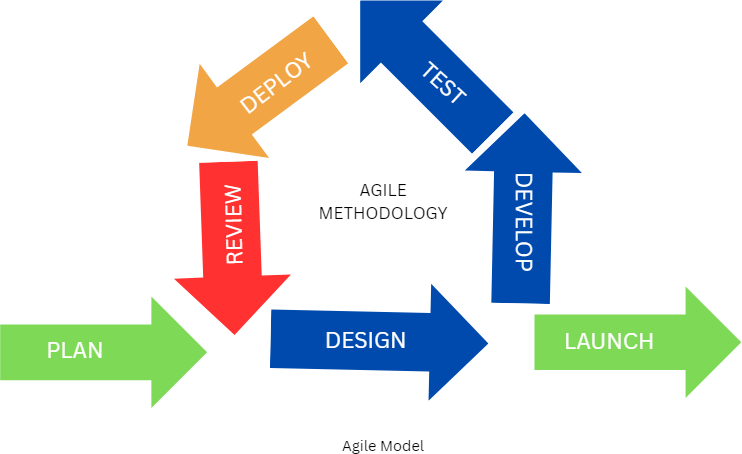 TEST
DEPLOY
AGILE
METHODOLOGY
REVIEW
DEVELOP
PLAN
DESIGN
LAUNCH
Agile Model